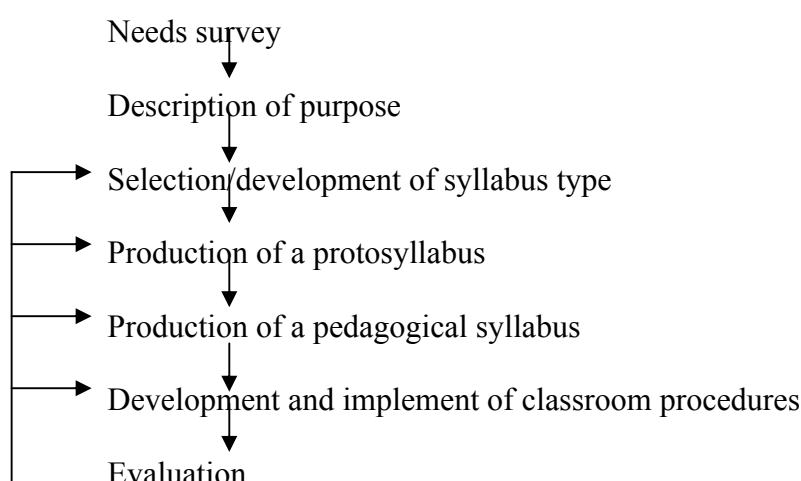 Needs survey
Description of purpose
Selection/development of syllabus type
Production of a protosyllabus
Production of a pedagogical syllabus
Development and implement of classroom procedures
Evaluation